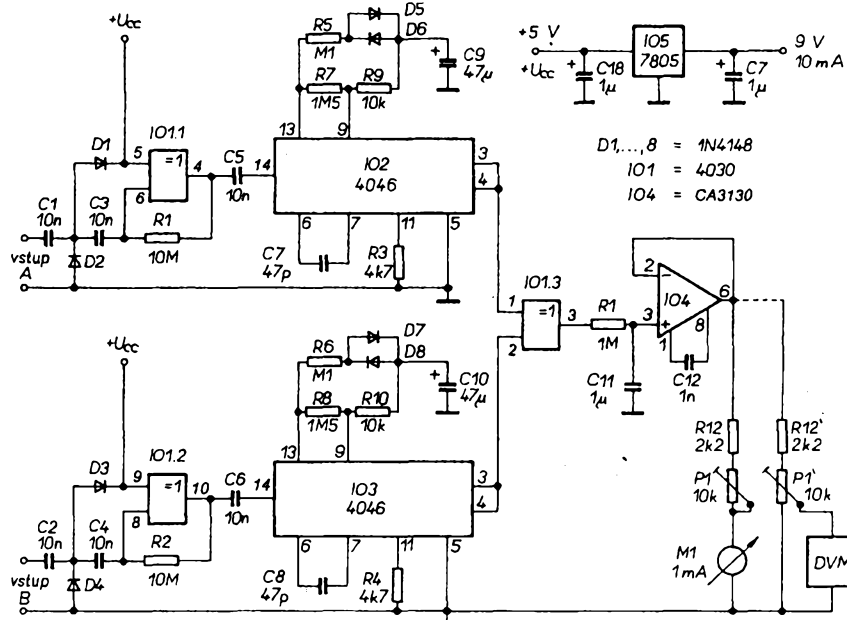 +Ucc
D1
5
6
IO1.1
=1
4
C5
10n
14
C1
10n
C3
10n
R1
10M
vstup
A
D2
R5
M1
D5
D6
R7
1M5
R9
10k
+
C9
47µ
13
9
IO2
4046
3
4
6
7
11
5
C7
47p
R3
4k7
+5 V
+Ucc
+
C18
1µ
IO5
7805
+
C7
1µ
9 V
10mA
D1,...,8 = 1N4148
IO1 = 4030
IO4 = CA3130
IO1.3
1
2
=1
3
R1
1M
C11
1µ
2
3
−
+
IO4
6
1
8
C12
1n
R12
2k2
R12'
2k2
P1
10k
P1'
10k
M1
1mA
DVM
+Ucc
D3
9
8
IO1.2
=1
10
C6
10n
14
C2
10n
C4
10n
R2
10M
vstup
B
D4
R6
M1
D7
D8
R8
1M5
R10
10k
+
C10
47µ
13
9
IO3
4046
3
4
6
7
11
5
C8
47p
R4
4k7